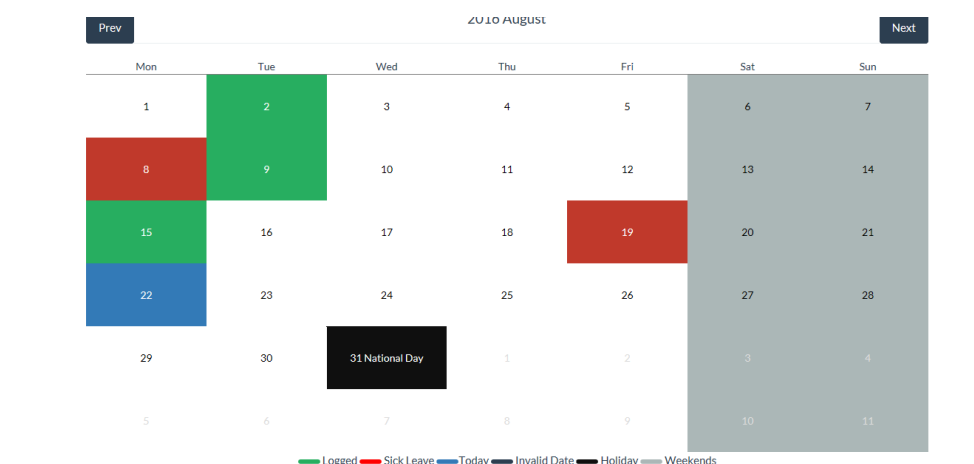 Prev 2018 August Next
Mon Tue Wed Thu Fri Sat Sun
1 2 3 4 5 6 7
8 9 10 11 12 13 14
15 16 17 18 19 20 21
22 23 24 25 26 27 28
29 30 31 National Day 1 2 3 4
5 6 7 8 9 10 11
Logged Sick Leave Today Invalid Date Holiday Weekends